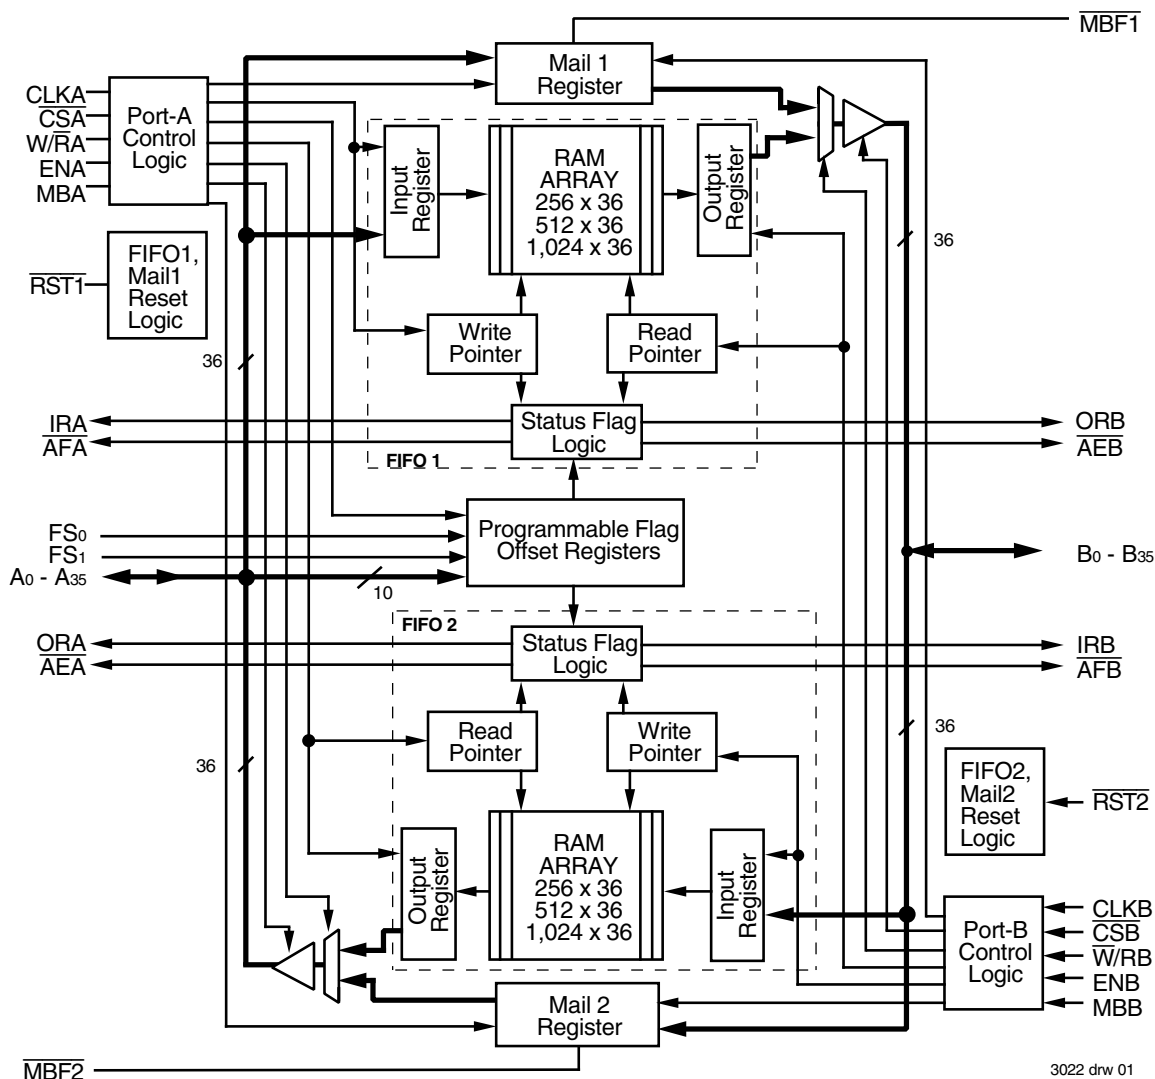 MBF1
Mail 1
Register
CLKA
CSA
W/RA
ENA
MBA
Port-A
Control
Logic
Input
Register
RAM
ARRAY
256 x 36
512 x 36
1,024 x 36
Output
Register
36
RST1
FIFO1,
Mail1
Reset
Logic
Write
Pointer
Read
Pointer
36
IRA
AFA
Status Flag
Logic
ORB
AEB
FIFO 1
FS0
FS1
A0 - A35
Programmable Flag
Offset Registers
10
B0 - B35
FIFO 2
ORA
AEA
Status Flag
Logic
IRB
AFB
Read
Pointer
Write
Pointer
36
36
FIFO2,
Mail2
Reset
Logic
RST2
Output
Register
RAM
ARRAY
256 x 36
512 x 36
1,024 x 36
Input
Register
Port-B
Control
Logic
CLKB
CSB
W/RB
ENB
MBB
Mail 2
Register
MBF2
3022 drw 01